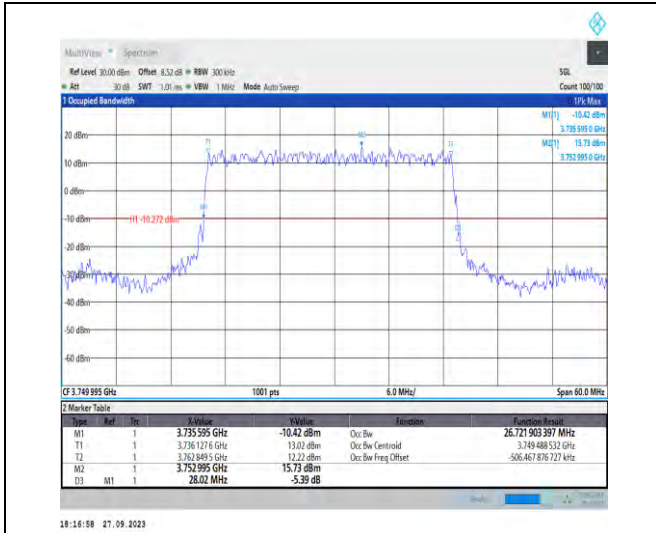 MultiView Spectrum
Ref Level 30.00 dBm Offset 8.52 dB RBW 300 kHz SGL
Att 30 dB SWT 1.01 ms VBW 1 MHz Mode Auto Sweep Count 100/100
1 Occupied Bandwidth 1Pk Max
M1[1] -10.42 dBm
3.735 595 0 GHz
20 dBm M2[1] 15.73 dBm
3.752 995 0 GHz
T1 M2 T1
10 dBm
0 dBm
M1
-10 dBm H1 -10.272 dBm
D3
-20 dBm
-30 dBm
-40 dBm
-50 dBm
-60 dBm
CF 3.749 995 GHz 1001 pts 6.0 MHz/ Span 60.0 MHz
2 Marker Table
Type Ref Trc X-Value Y-Value Function Function Result
M1 1 3.735 595 GHz -10.42 dBm Occ Bw 26.721 903 397 MHz
T1 1 3.736 127 6 GHz 13.02 dBm Occ Bw Centroid 3.749 488 532 GHz
T2 1 3.762 849 5 GHz 12.22 dBm Occ Bw Freq Offset -506.467 876 727 kHz
M2 1 3.752 995 GHz 15.73 dBm
D3 M1 1 28.02 MHz -5.39 dB
18:16:58 27.09.2023